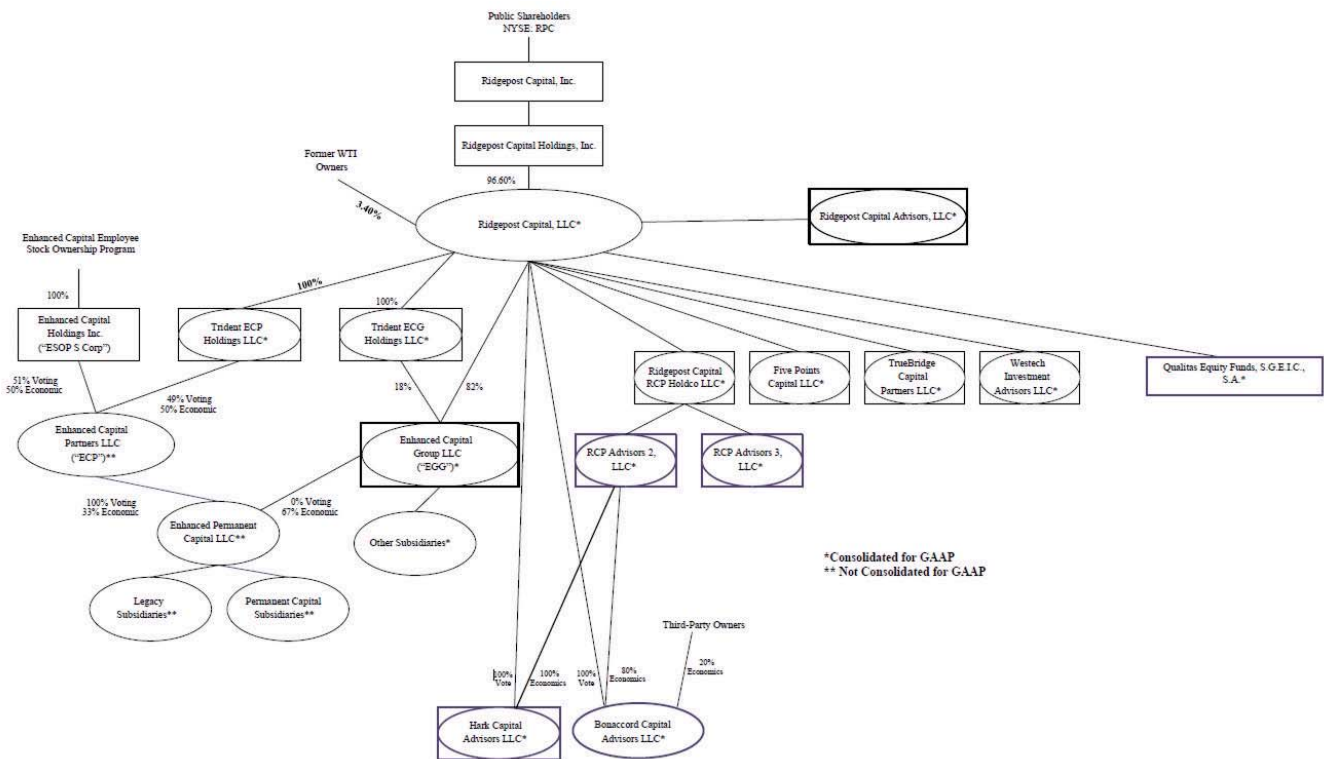 Public Shareholders
NYSE: RPC
Ridgepost Capital, Inc.
Ridgepost Capital Holdings, Inc.
Former WTI
Owners
96.60%
3.40%
Ridgepost Capital, LLC*
Ridgepost Capital Advisors, LLC*
Enhanced Capital Employee
Stock Ownership Program
100%
100%
100%
Enhanced Capital
Holdings Inc.
("ESOP S Corp")
Trident ECP
Holdings LLC*
Trident ECG
Holdings LLC*
Ridgepost Capital
RCP Holdco LLC*
Five Points
Capital LLC*
TrueBridge
Capital
Partners LLC*
Westech
Investment
Advisors LLC*
Qualitas Equity Funds, S.G.E.I.C.,
S.A.*
51% Voting
50% Economic
49% Voting
50% Economic
18%
82%
Enhanced Capital
Partners LLC
("ECP")**
Enhanced Capital
Group LLC
("EGG")*
RCP Advisors 2,
LLC*
RCP Advisors 3,
LLC*
100% Voting
33% Economic
0% Voting
67% Economic
Enhanced Permanent
Capital LLC**
Other Subsidiaries*
*Consolidated for GAAP
** Not Consolidated for GAAP
Legacy
Subsidiaries**
Permanent Capital
Subsidiaries**
Third-Party Owners
100%
Vote
100%
Economics
100%
Vote
80%
Economics
20%
Economics
Hark Capital
Advisors LLC*
Bonaccord Capital
Advisors LLC*